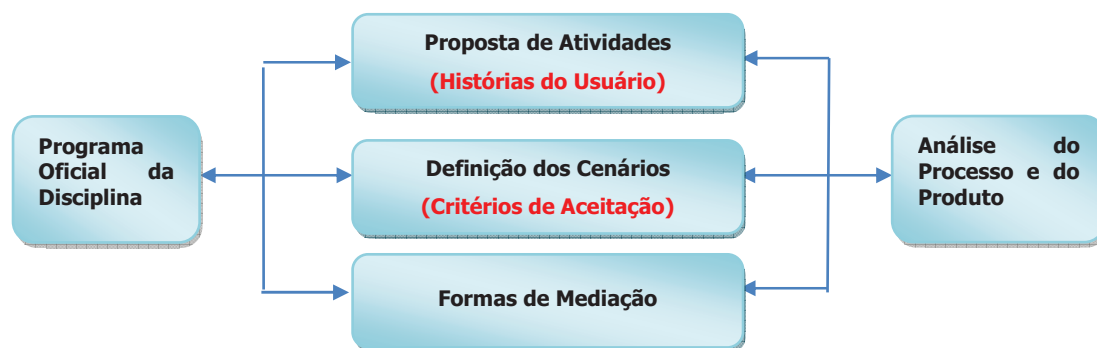 Programa
Oficial da
Disciplina
Proposta de Atividades
(Histórias do Usuário)
Definição dos Cenários
(Critérios de Aceitação)
Formas de Mediação
Análise do
Processo e do
Produto